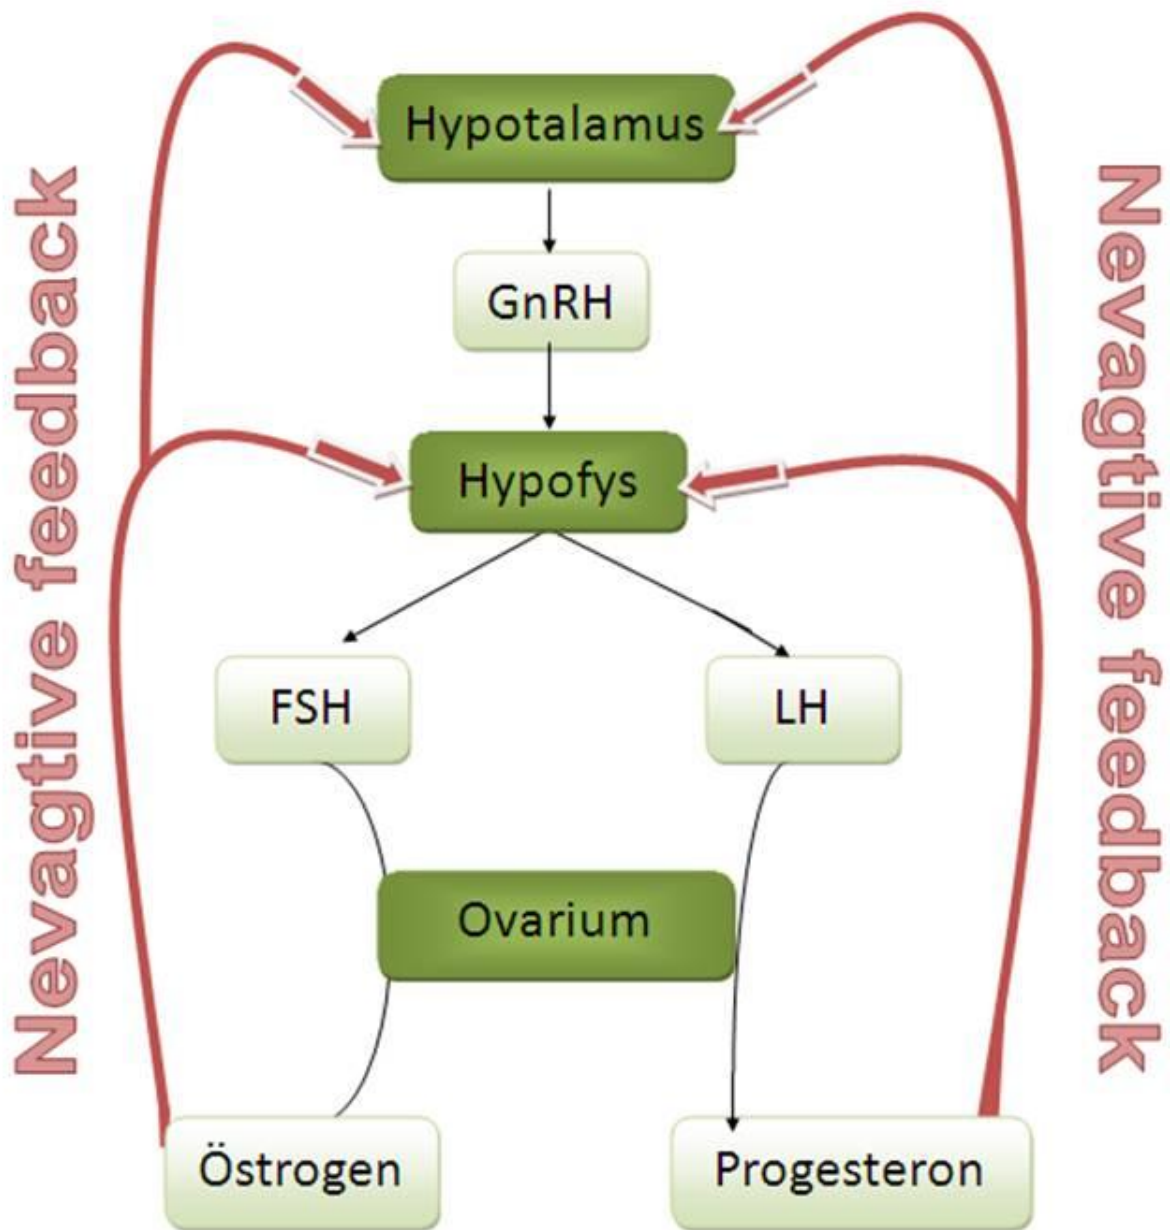 Hypotalamus
GnRH
Hypofys
FSH
LH
Ovarium
Östrogen
Progesteron
Nevagtive feedback
Nevagtive feedback